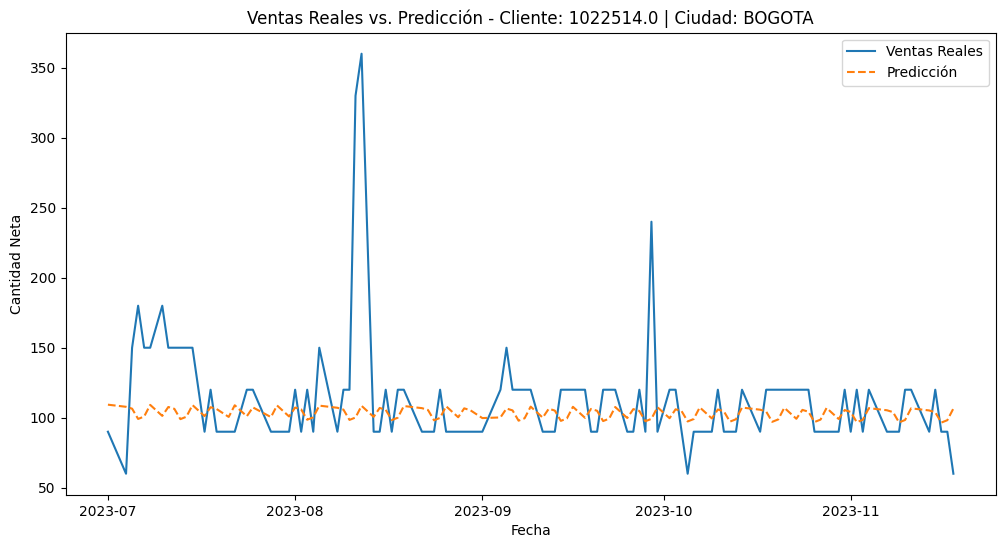 Ventas Reales vs. Predicción - Cliente: 1022514.0 | Ciudad: BOGOTA
Ventas Reales
Predicción
350
300
250
200
150
100
50
Cantidad Neta
2023-07
2023-08
2023-09
2023-10
2023-11
Fecha